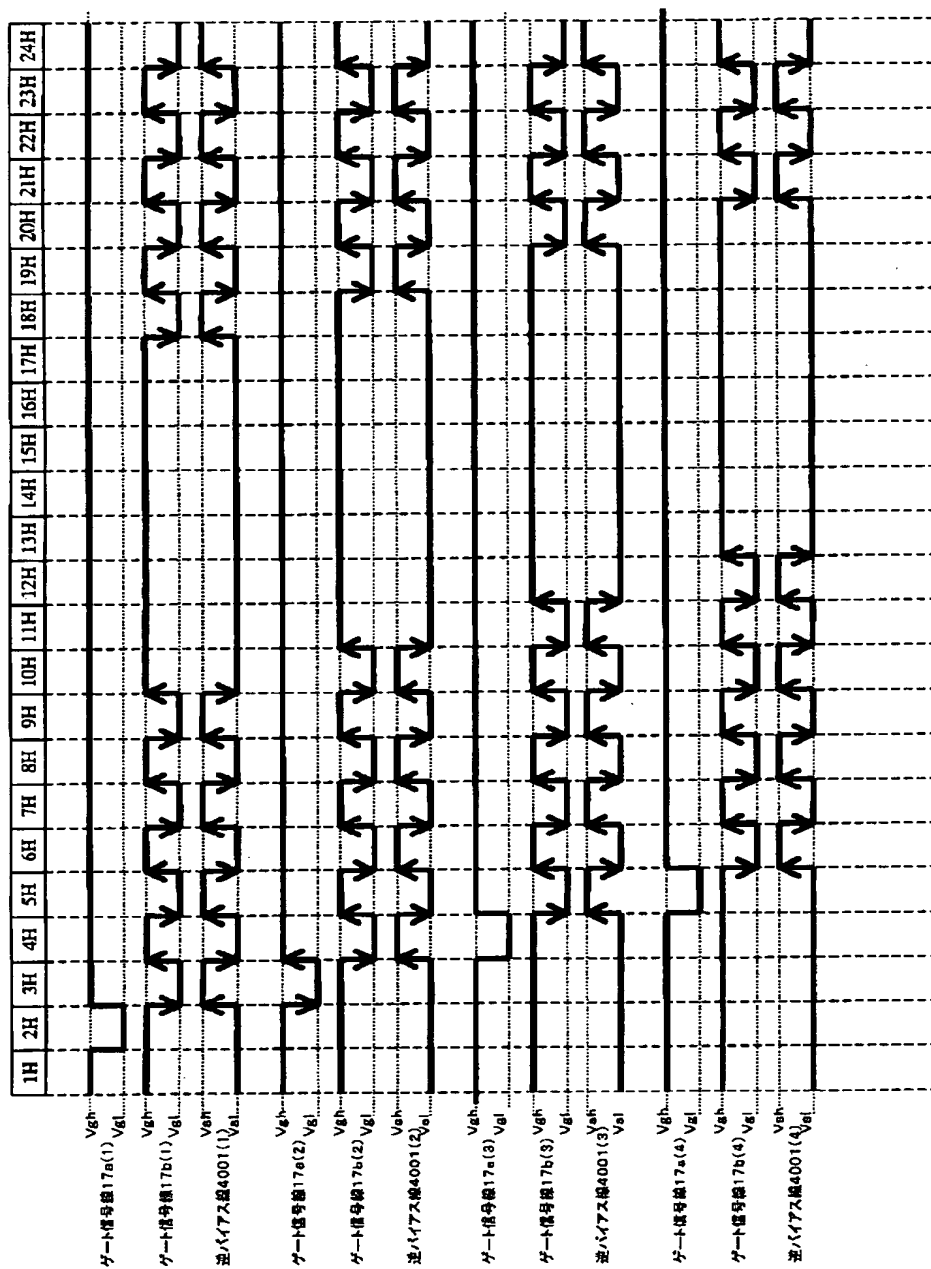 1H 2H 3H 4H 5H 6H 7H 8H 9H 10H 11H 12H 13H 14H 15H 16H 17H 18H 19H 20H 21H 22H 23H 24H
Vgh
Vgl
ゲート信号線17a(1)
Vgh
Vgl
ゲート信号線17b(1)
Vsh
Vsl
逆バイアス線4001(1)
Vgh
Vgl
ゲート信号線17a(2)
Vgh
Vgl
ゲート信号線17b(2)
Vsh
Vsl
逆バイアス線4001(2)
Vgh
Vgl
ゲート信号線17a(3)
Vgh
Vgl
ゲート信号線17b(3)
Vsh
Vsl
逆バイアス線4001(3)
Vgh
Vgl
ゲート信号線17a(4)
Vgh
Vgl
ゲート信号線17b(4)
Vsh
Vsl
逆バイアス線4001(4)